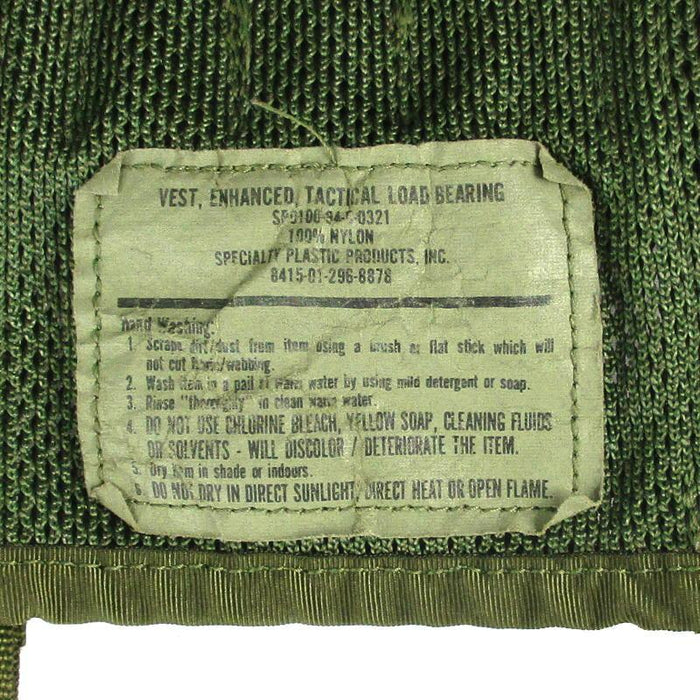 VEST, ENHANCED, TACTICAL LOAD BEARING
100% NYLON
SPECIALTY PLASTIC PRODUCTS, INC.
8415-01-296-8878
Hand Washing:
1. Scrape dirt/dust from item using a brush or flat stick which will
not cut fabric/webbing.
2. Wash item in a pail of warm water by using mild detergent or soap.
3. Rinse "thoroughly" in clean warm water.
4. DO NOT USE CHLORINE BLEACH, YELLOW SOAP, CLEANING FLUIDS
OR SOLVENTS - WILL DISCOLOR / DETERIORATE THE ITEM.
5. Dry item in shade or indoors.
6. DO NOT DRY IN DIRECT SUNLIGHT, DIRECT HEAT OR OPEN FLAME.